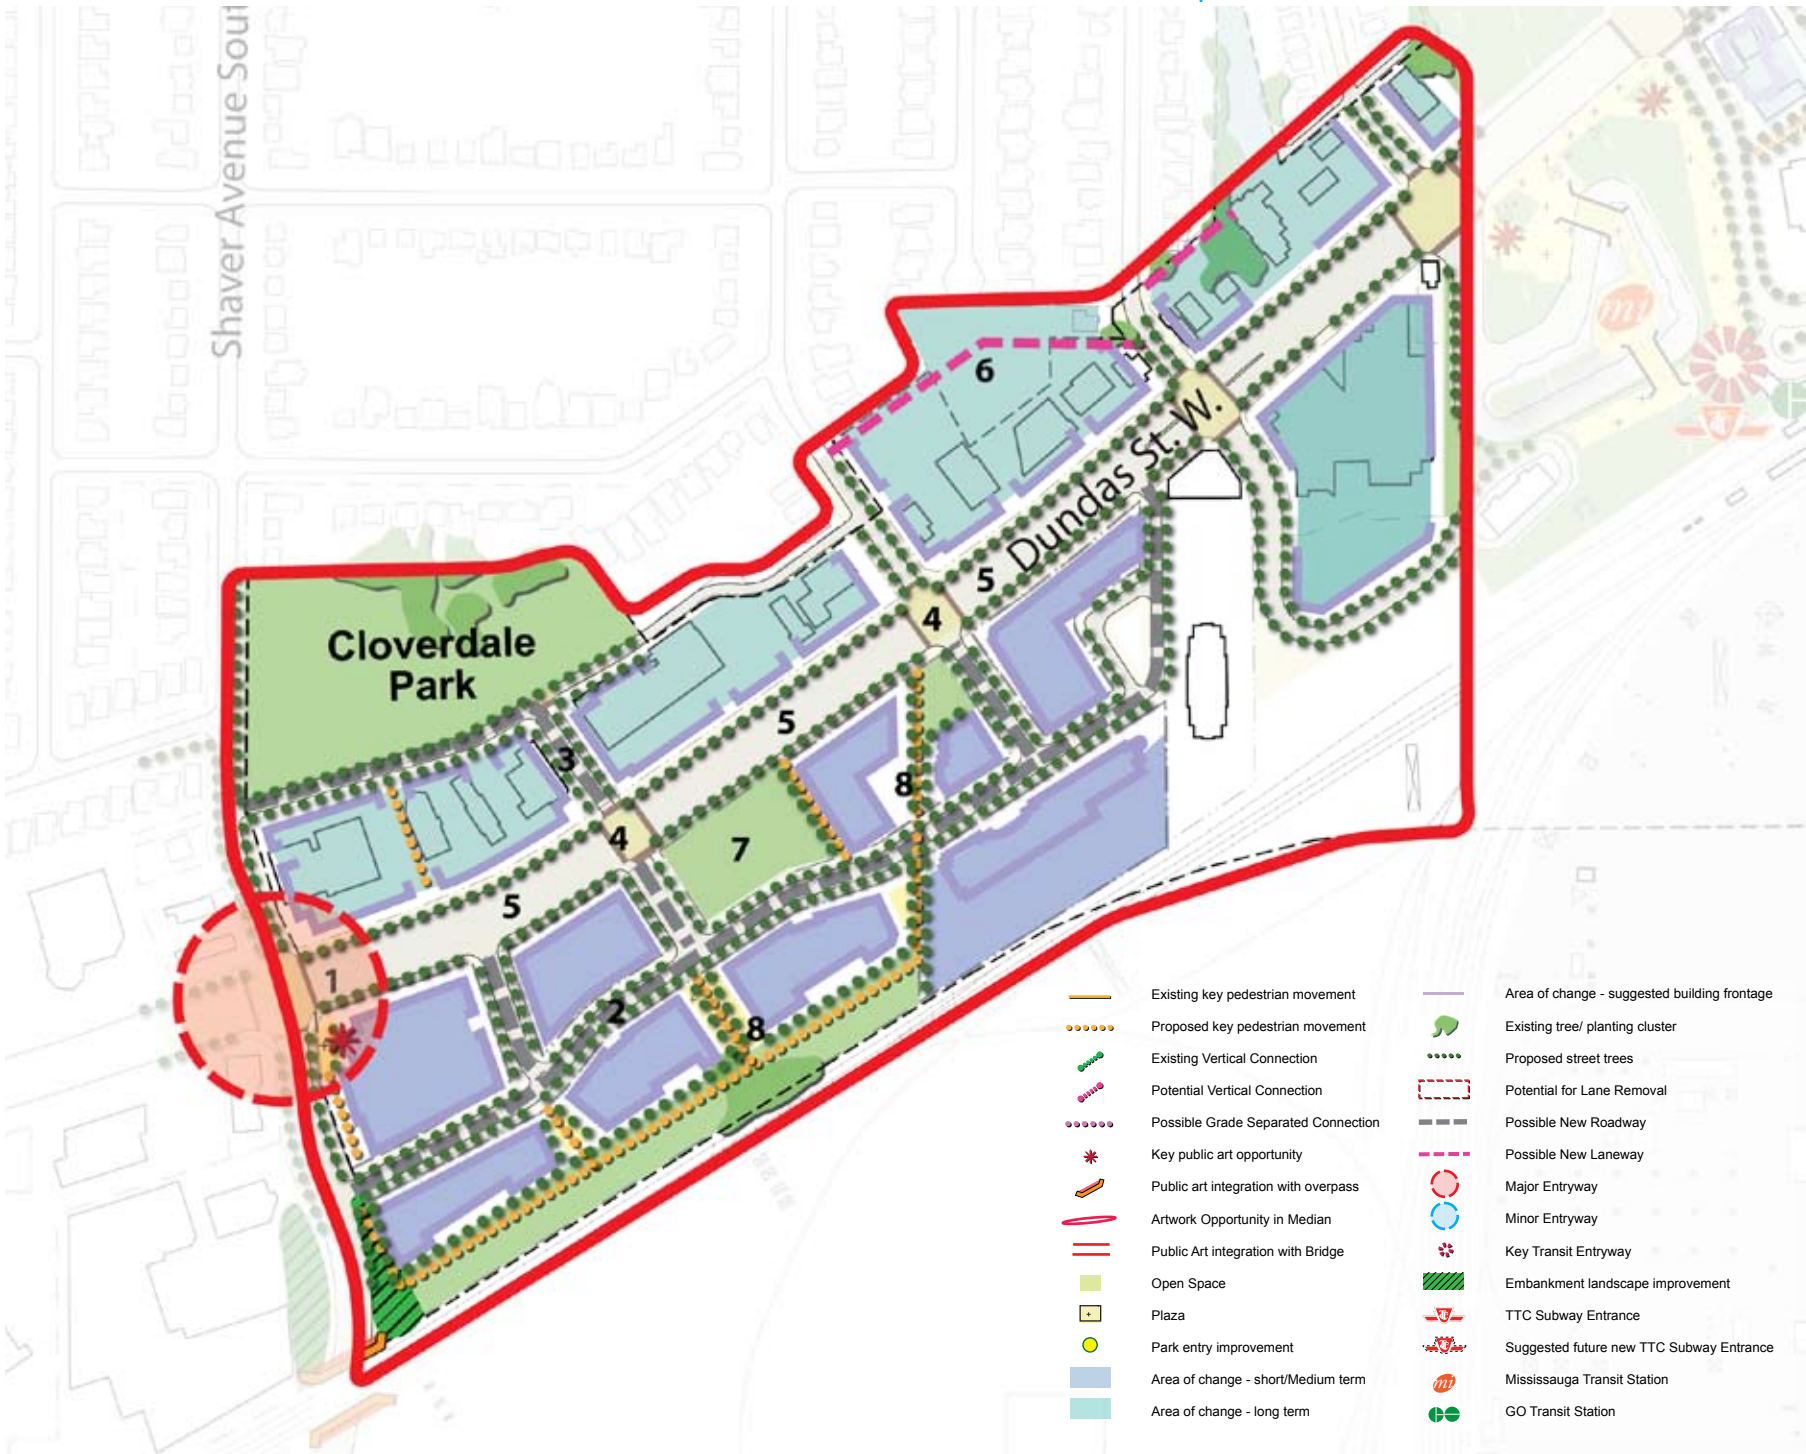 Shaver Avenue Sout
Cloverdale
Park
Dundas St. W.
6
5
4
3
5
8
4
7
5
1
2
8
Existing key pedestrian movement
Proposed key pedestrian movement
Existing Vertical Connection
Potential Vertical Connection
Possible Grade Separated Connection
Key public art opportunity
Public art integration with overpass
Artwork Opportunity in Median
Public Art integration with Bridge
Open Space
Plaza
Park entry improvement
Area of change - short/Medium term
Area of change - long term
Area of change - suggested building frontage
Existing tree/ planting cluster
Proposed street trees
Potential for Lane Removal
Possible New Roadway
Possible New Laneway
Major Entryway
Minor Entryway
Key Transit Entryway
Embankment landscape improvement
TTC Subway Entrance
Suggested future new TTC Subway Entrance
Mississauga Transit Station
GO Transit Station
mi
mi